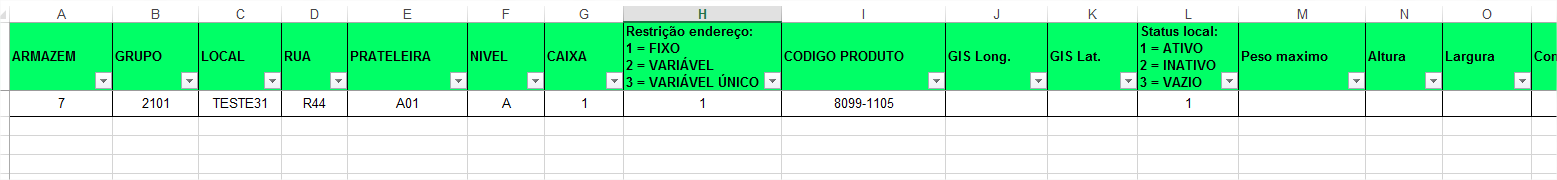 A B C D E F G H I J K L M N O
ARMAZEM GRUPO LOCAL RUA PRATELEIRA NIVEL CAIXA Restrição endereço:
1 = FIXO
2 = VARIÁVEL
3 = VARIÁVEL ÚNICO CODIGO PRODUTO GIS Long. GIS Lat. Status local:
1 = ATIVO
2 = INATIVO
3 = VAZIO Peso maximo Altura Largura Con
7 2101 TESTE31 R44 A01 A 1 1 8099-1105 1